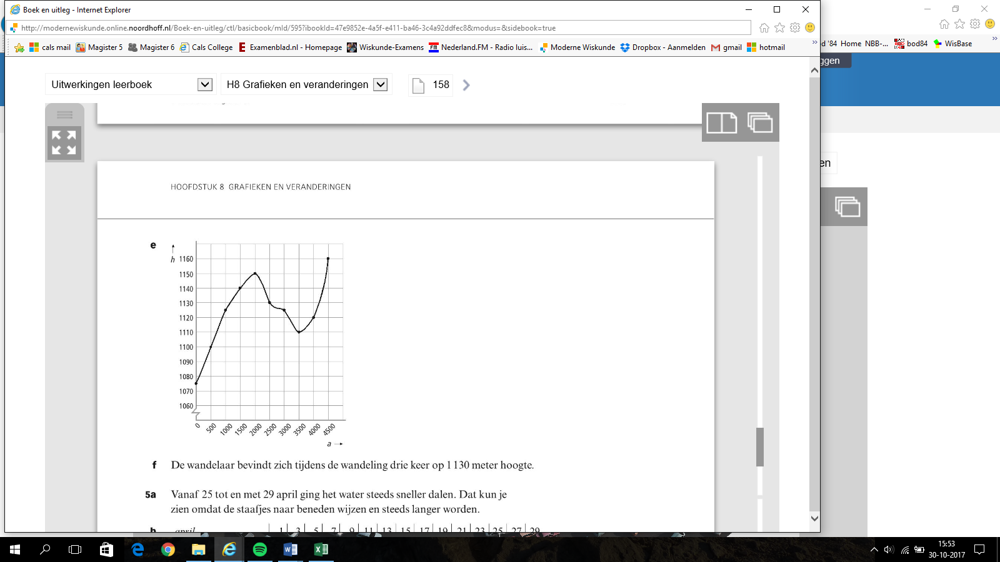 Boek en uitleg - Internet Explorer
http://modernewiskunde.online.noordhoff.nl/Boek-en-uitleg/ctl/basicbook/mId/595?ibookId=47e9852e-4a5f-e411-ba46-3c4a92ddfec8&modus=&sidebook=true
cals mail Magister 5 Magister 6 Cals College Examenblad.nl - Homepage Wiskunde-Examens Nederland.FM - Radio luis... Moderne Wiskunde Dropbox - Aanmelden gmail hotmail »
d '84 Home NBB-... bod84 WisBase »
ggen
Uitwerkingen leerboek H8 Grafieken en veranderingen 158
en
HOOFDSTUK 8 GRAFIEKEN EN VERANDERINGEN
e
h
1160
1150
1140
1130
1120
1110
1100
1090
1080
1070
1060
0 500 1000 1500 2000 2500 3000 3500 4000 4500
a
f De wandelaar bevindt zich tijdens de wandeling drie keer op 1130 meter hoogte.
5a Vanaf 25 tot en met 29 april ging het water steeds sneller dalen. Dat kun je
zien omdat de staafjes naar beneden wijzen en steeds langer worden.
b april 1 3 5 7 9 11 13 15 17 19 21 23 25 27 29
15:53
30-10-2017